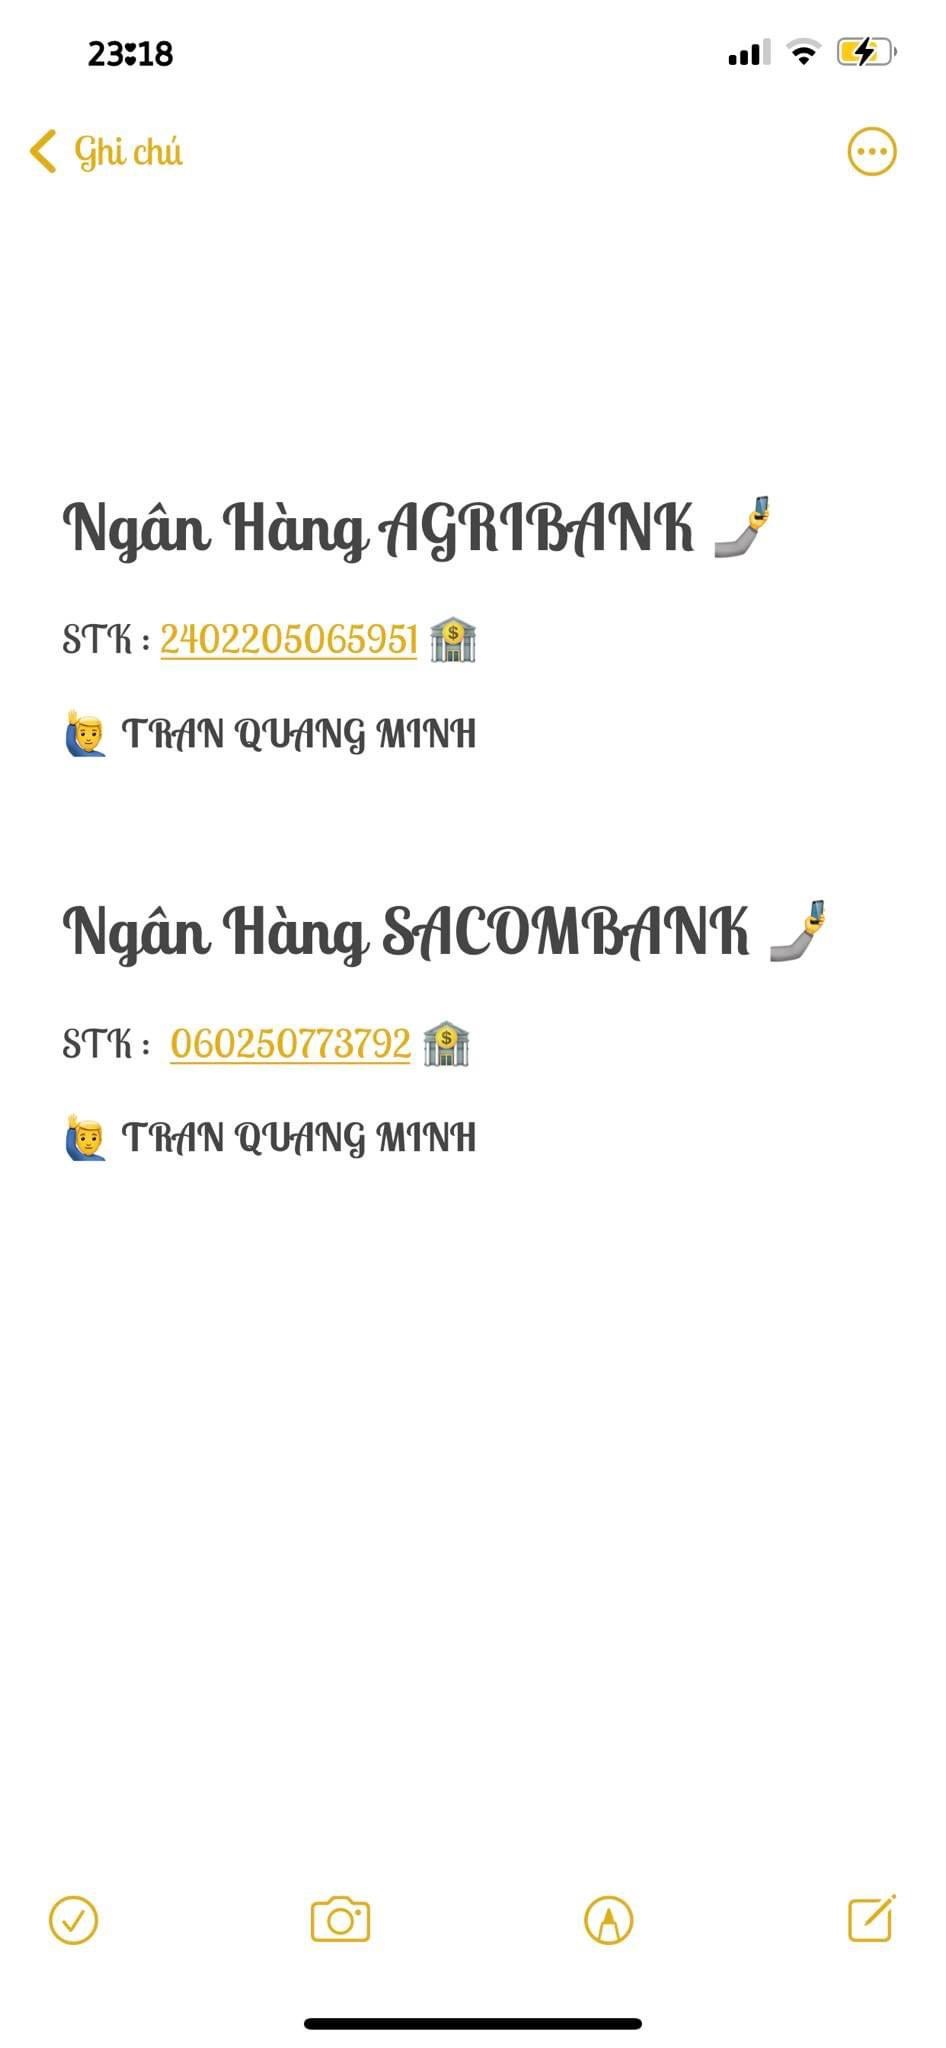 23:18
Ghi chú
Ngân Hàng AGRIBANK
STK : 2402205065951
TRAN QUANG MINH
Ngân Hàng SACOMBANK
STK : 060250773792
TRAN QUANG MINH